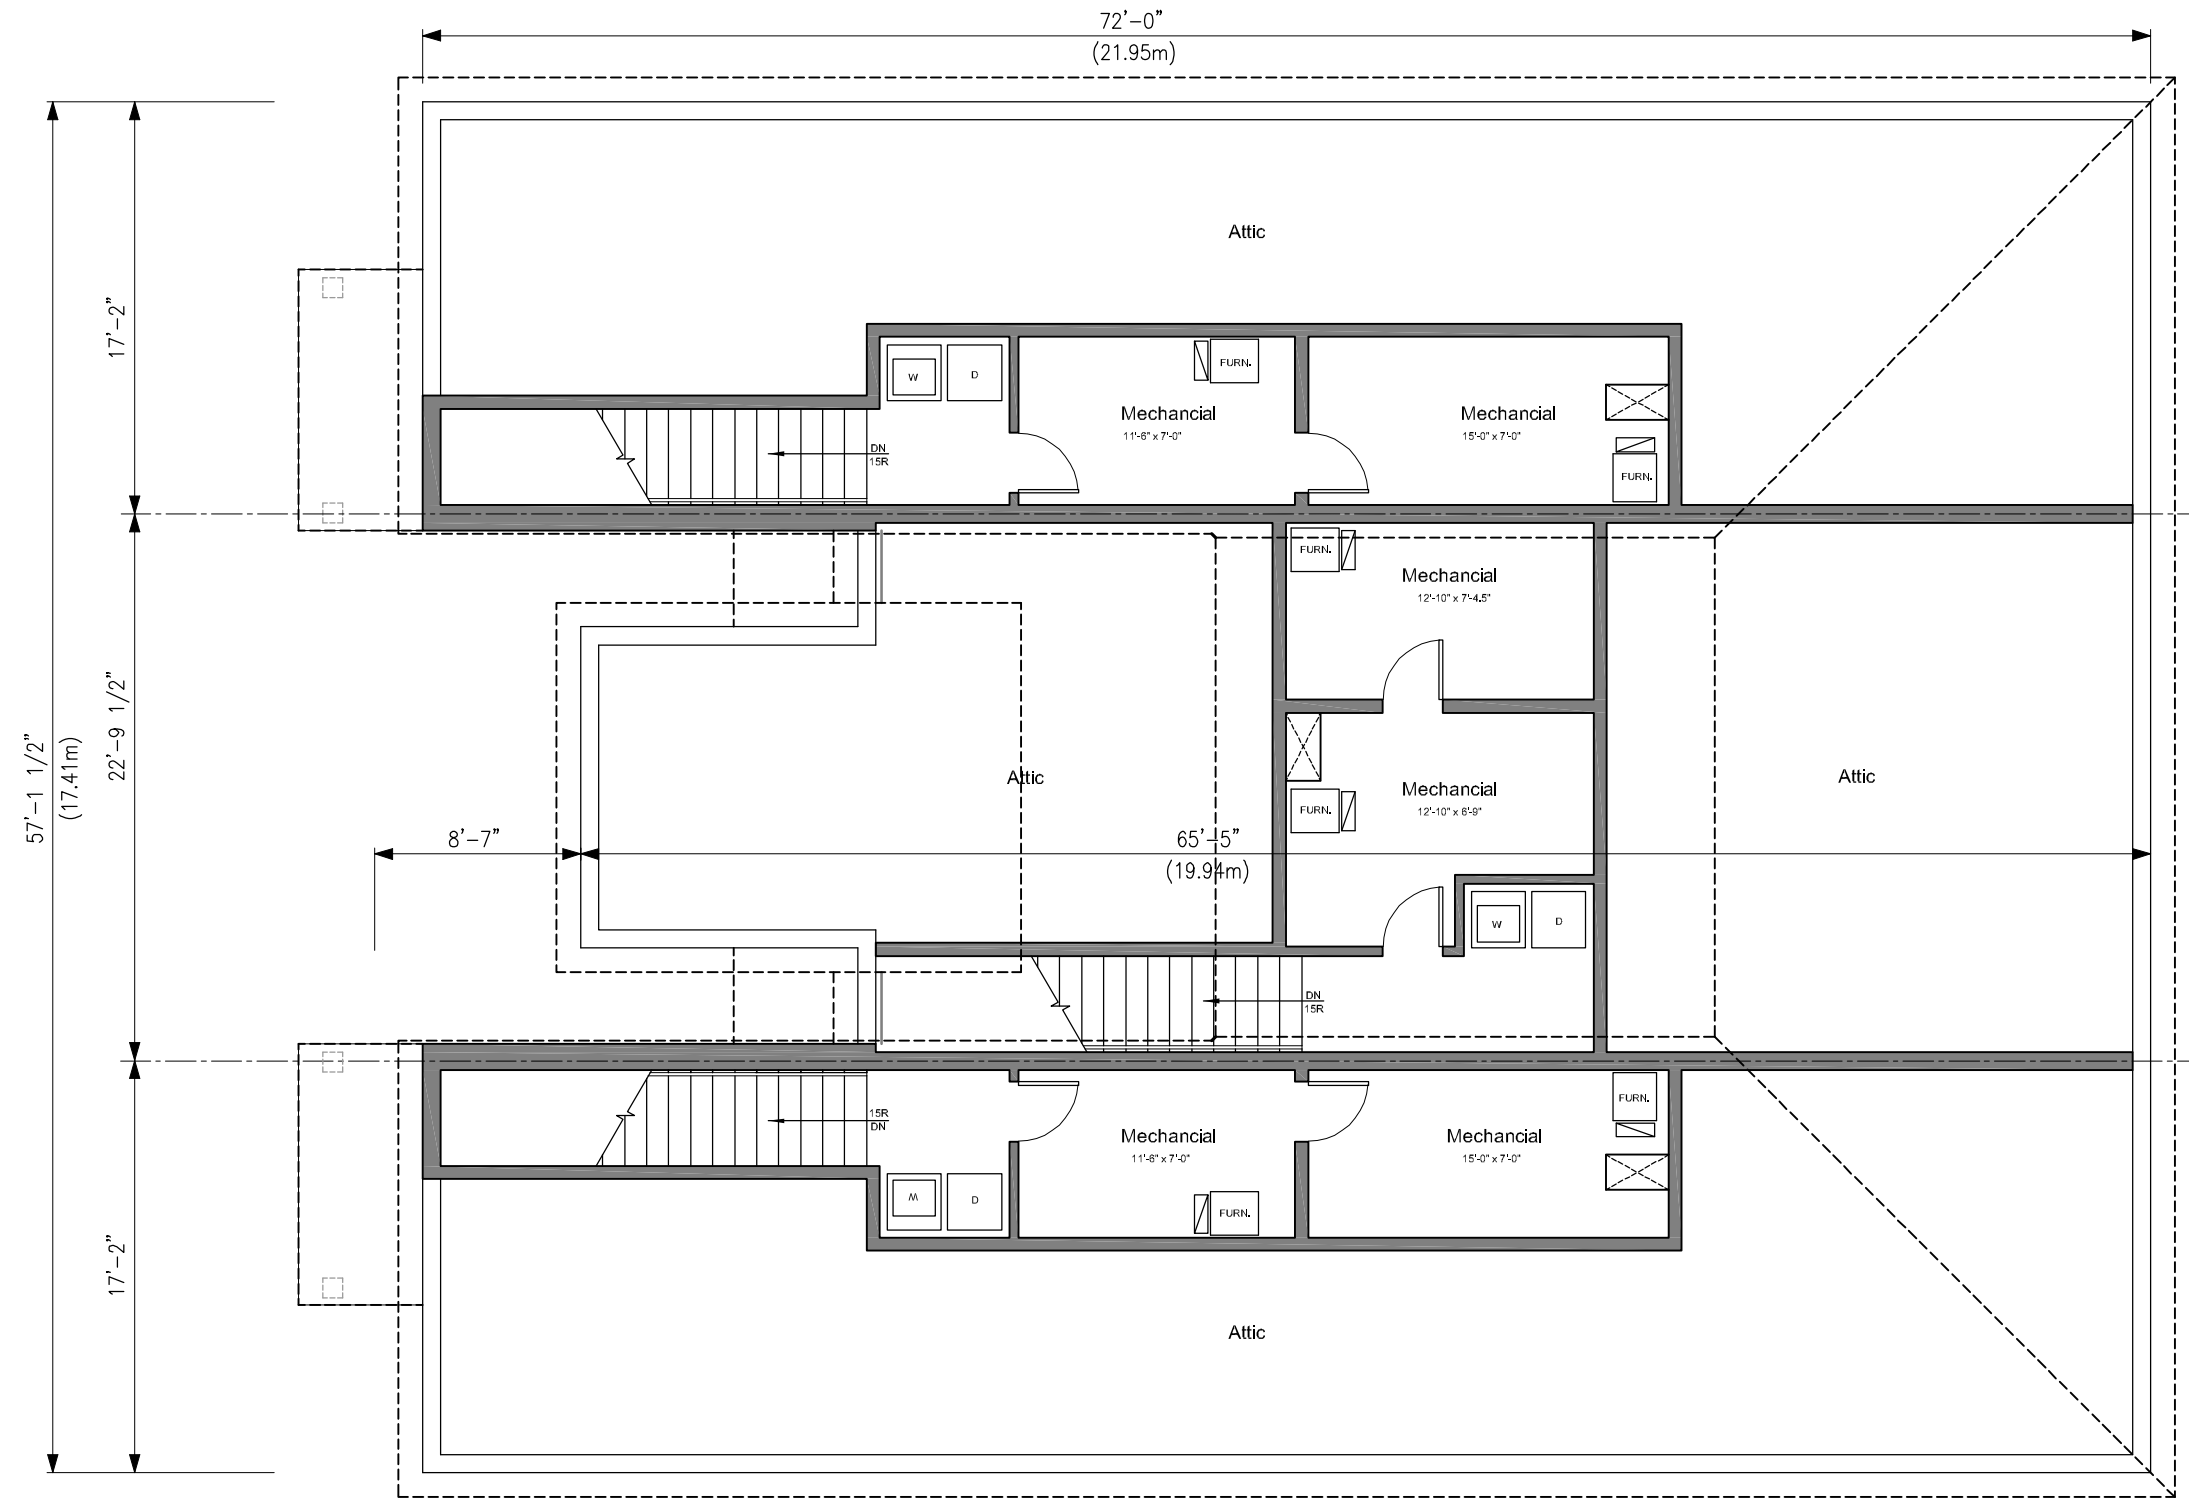 72'-0"
(21.95m)
17'-2"
22'-9 1/2"
57'-1 1/2"
(17.41m)
17'-2"
Attic
W
D
FURN.
Mechancial
11'-6" x 7'-0"
Mechancial
15'-0" x 7'-0"
FURN.
DN
15R
FURN.
Mechancial
12'-10" x 7'-4.5"
Attic
Attic
Mechancial
12'-10" x 6'-9"
FURN.
8'-7"
65'-5"
(19.94m)
W
D
DN
15R
15R
DN
Mechancial
11'-6" x 7'-0"
Mechancial
15'-0" x 7'-0"
FURN.
W
D
FURN.
Attic